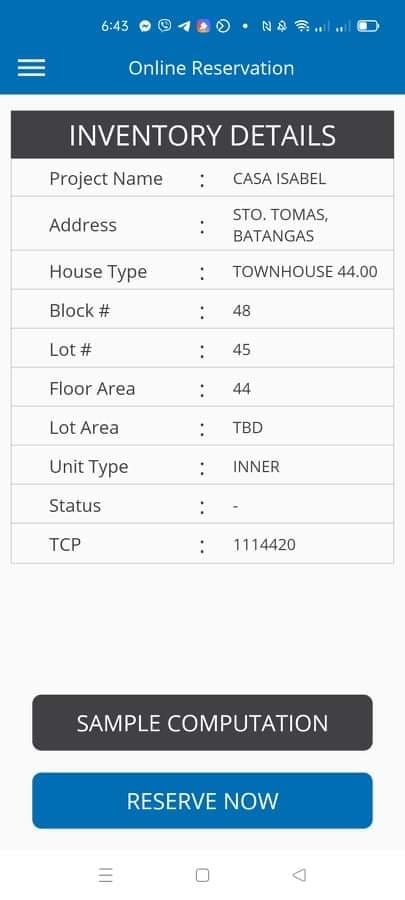 6:43
Online Reservation
INVENTORY DETAILS
Project Name : CASA ISABEL
Address : STO. TOMAS,
BATANGAS
House Type : TOWNHOUSE 44.00
Block # : 48
Lot # : 45
Floor Area : 44
Lot Area : TBD
Unit Type : INNER
Status : -
TCP : 1114420
SAMPLE COMPUTATION
RESERVE NOW